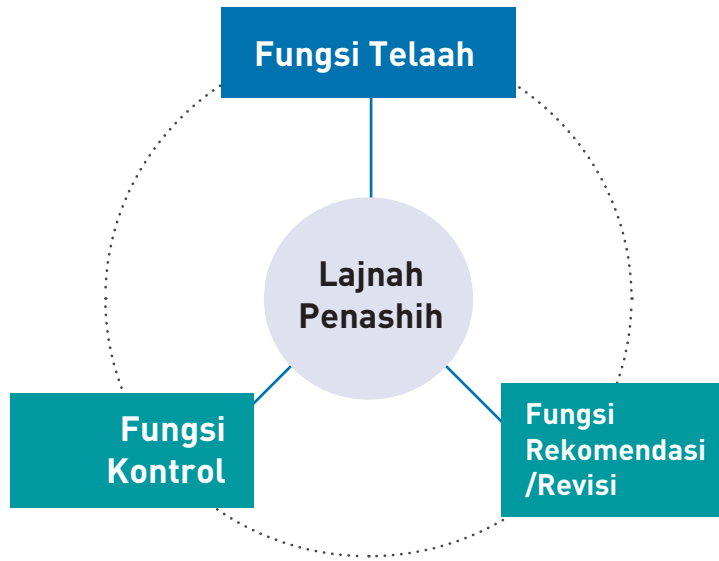 Fungsi Telaah
Lajnah
Penashih
Fungsi
Kontrol
Fungsi
Rekomendasi
/Revisi